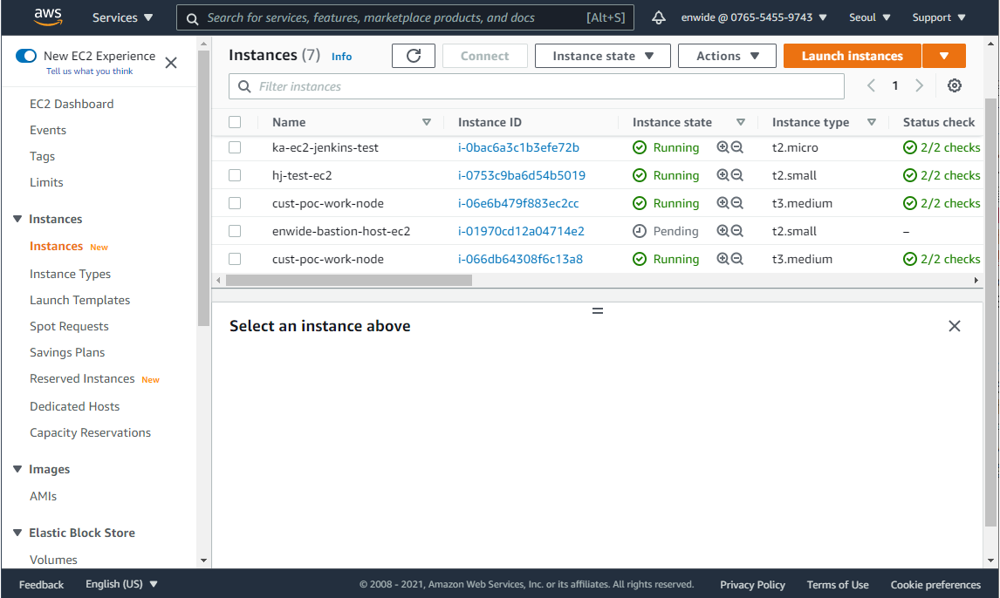 aws Services Search for services, features, marketplace products, and docs [Alt+S] enwide @ 0765-5455-9743 Seoul Support
New EC2 Experience
Tell us what you think
EC2 Dashboard
Events
Tags
Limits
Instances
Instances New
Instance Types
Launch Templates
Spot Requests
Savings Plans
Reserved Instances New
Dedicated Hosts
Capacity Reservations
Images
AMIs
Elastic Block Store
Volumes
Instances (7) Info Connect Instance state Actions Launch instances
Filter instances 1
Name Instance ID Instance state Instance type Status check
ka-ec2-jenkins-test i-0bac6a3c1b3efe72b Running t2.micro 2/2 checks
hj-test-ec2 i-0753c9ba6d54b5019 Running t2.small 2/2 checks
cust-poc-work-node i-06e6b479f883ec2cc Running t3.medium 2/2 checks
enwide-bastion-host-ec2 i-01970cd12a04714e2 Pending t2.small –
cust-poc-work-node i-066db64308f6c13a8 Running t3.medium 2/2 checks
Select an instance above
Feedback English (US) © 2008 - 2021, Amazon Web Services, Inc. or its affiliates. All rights reserved. Privacy Policy Terms of Use Cookie preferences